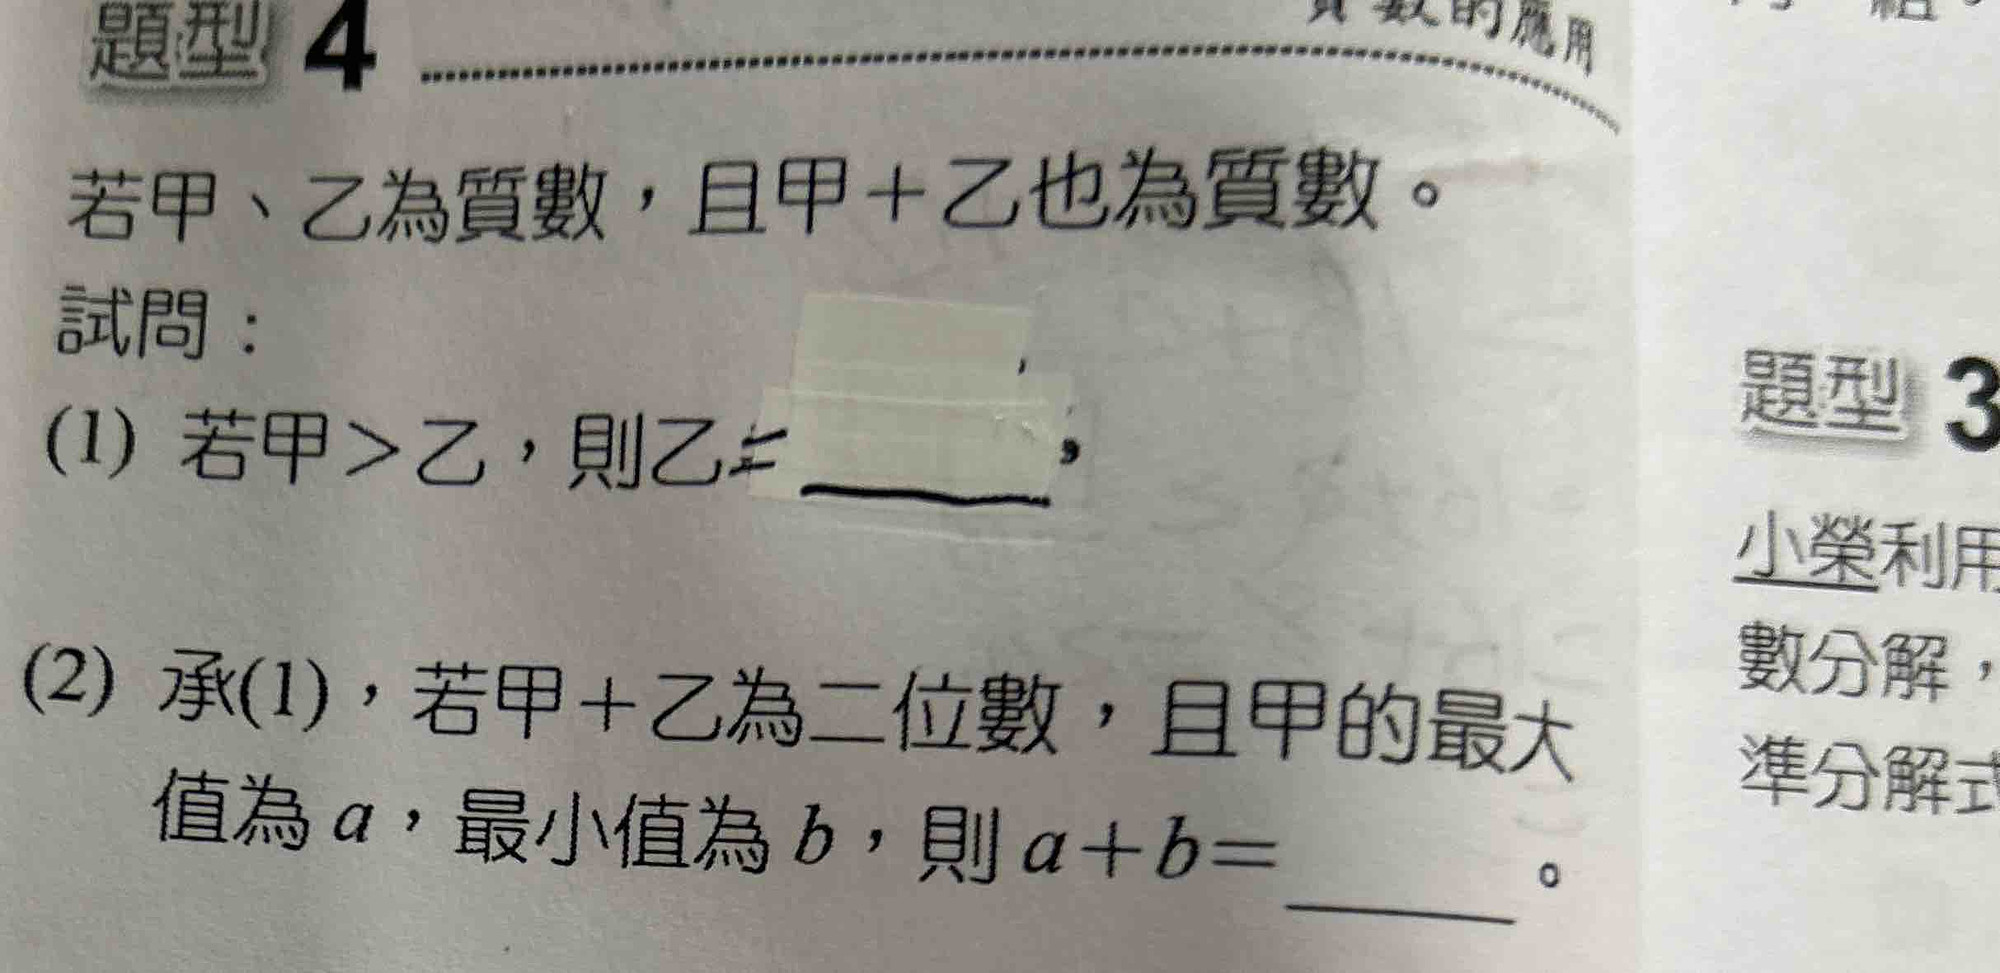 題型 4
質數的應用
若甲、乙為質數，且甲＋乙也為質數。
試問：
(1) 若甲＞乙，則乙=＿＿＿，
(2) 承(1)，若甲＋乙為二位數，且甲的最大
值為 a，最小值為 b，則 a＋b＝＿＿＿。
題型 3
小榮利用
數分解，
準分解式